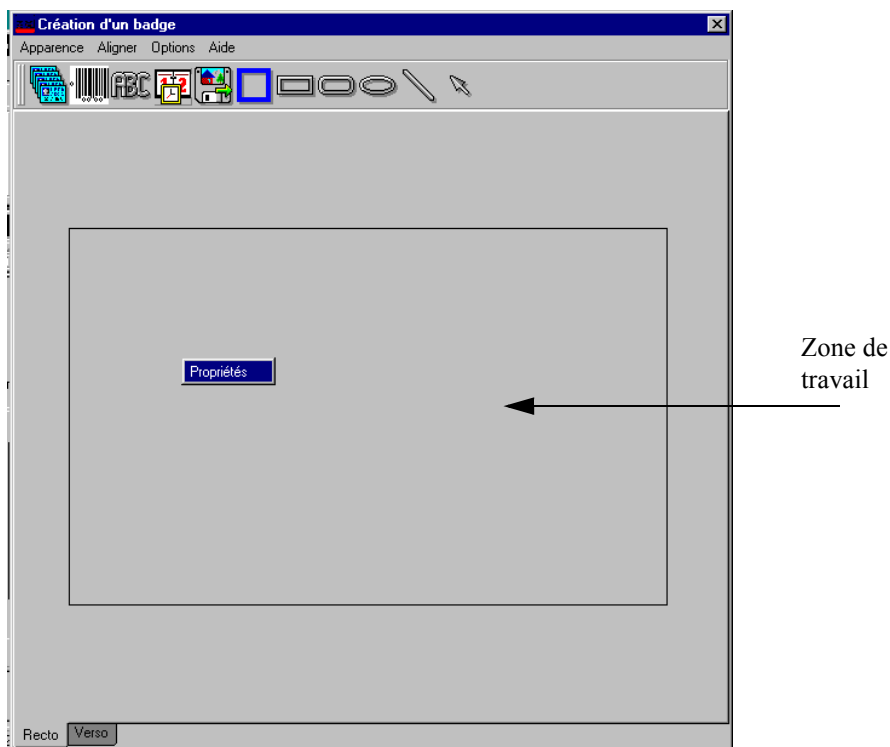 Création d'un badge
Apparence Aligner Options Aide
ABC
Propriétés
Zone de
travail
Recto Verso